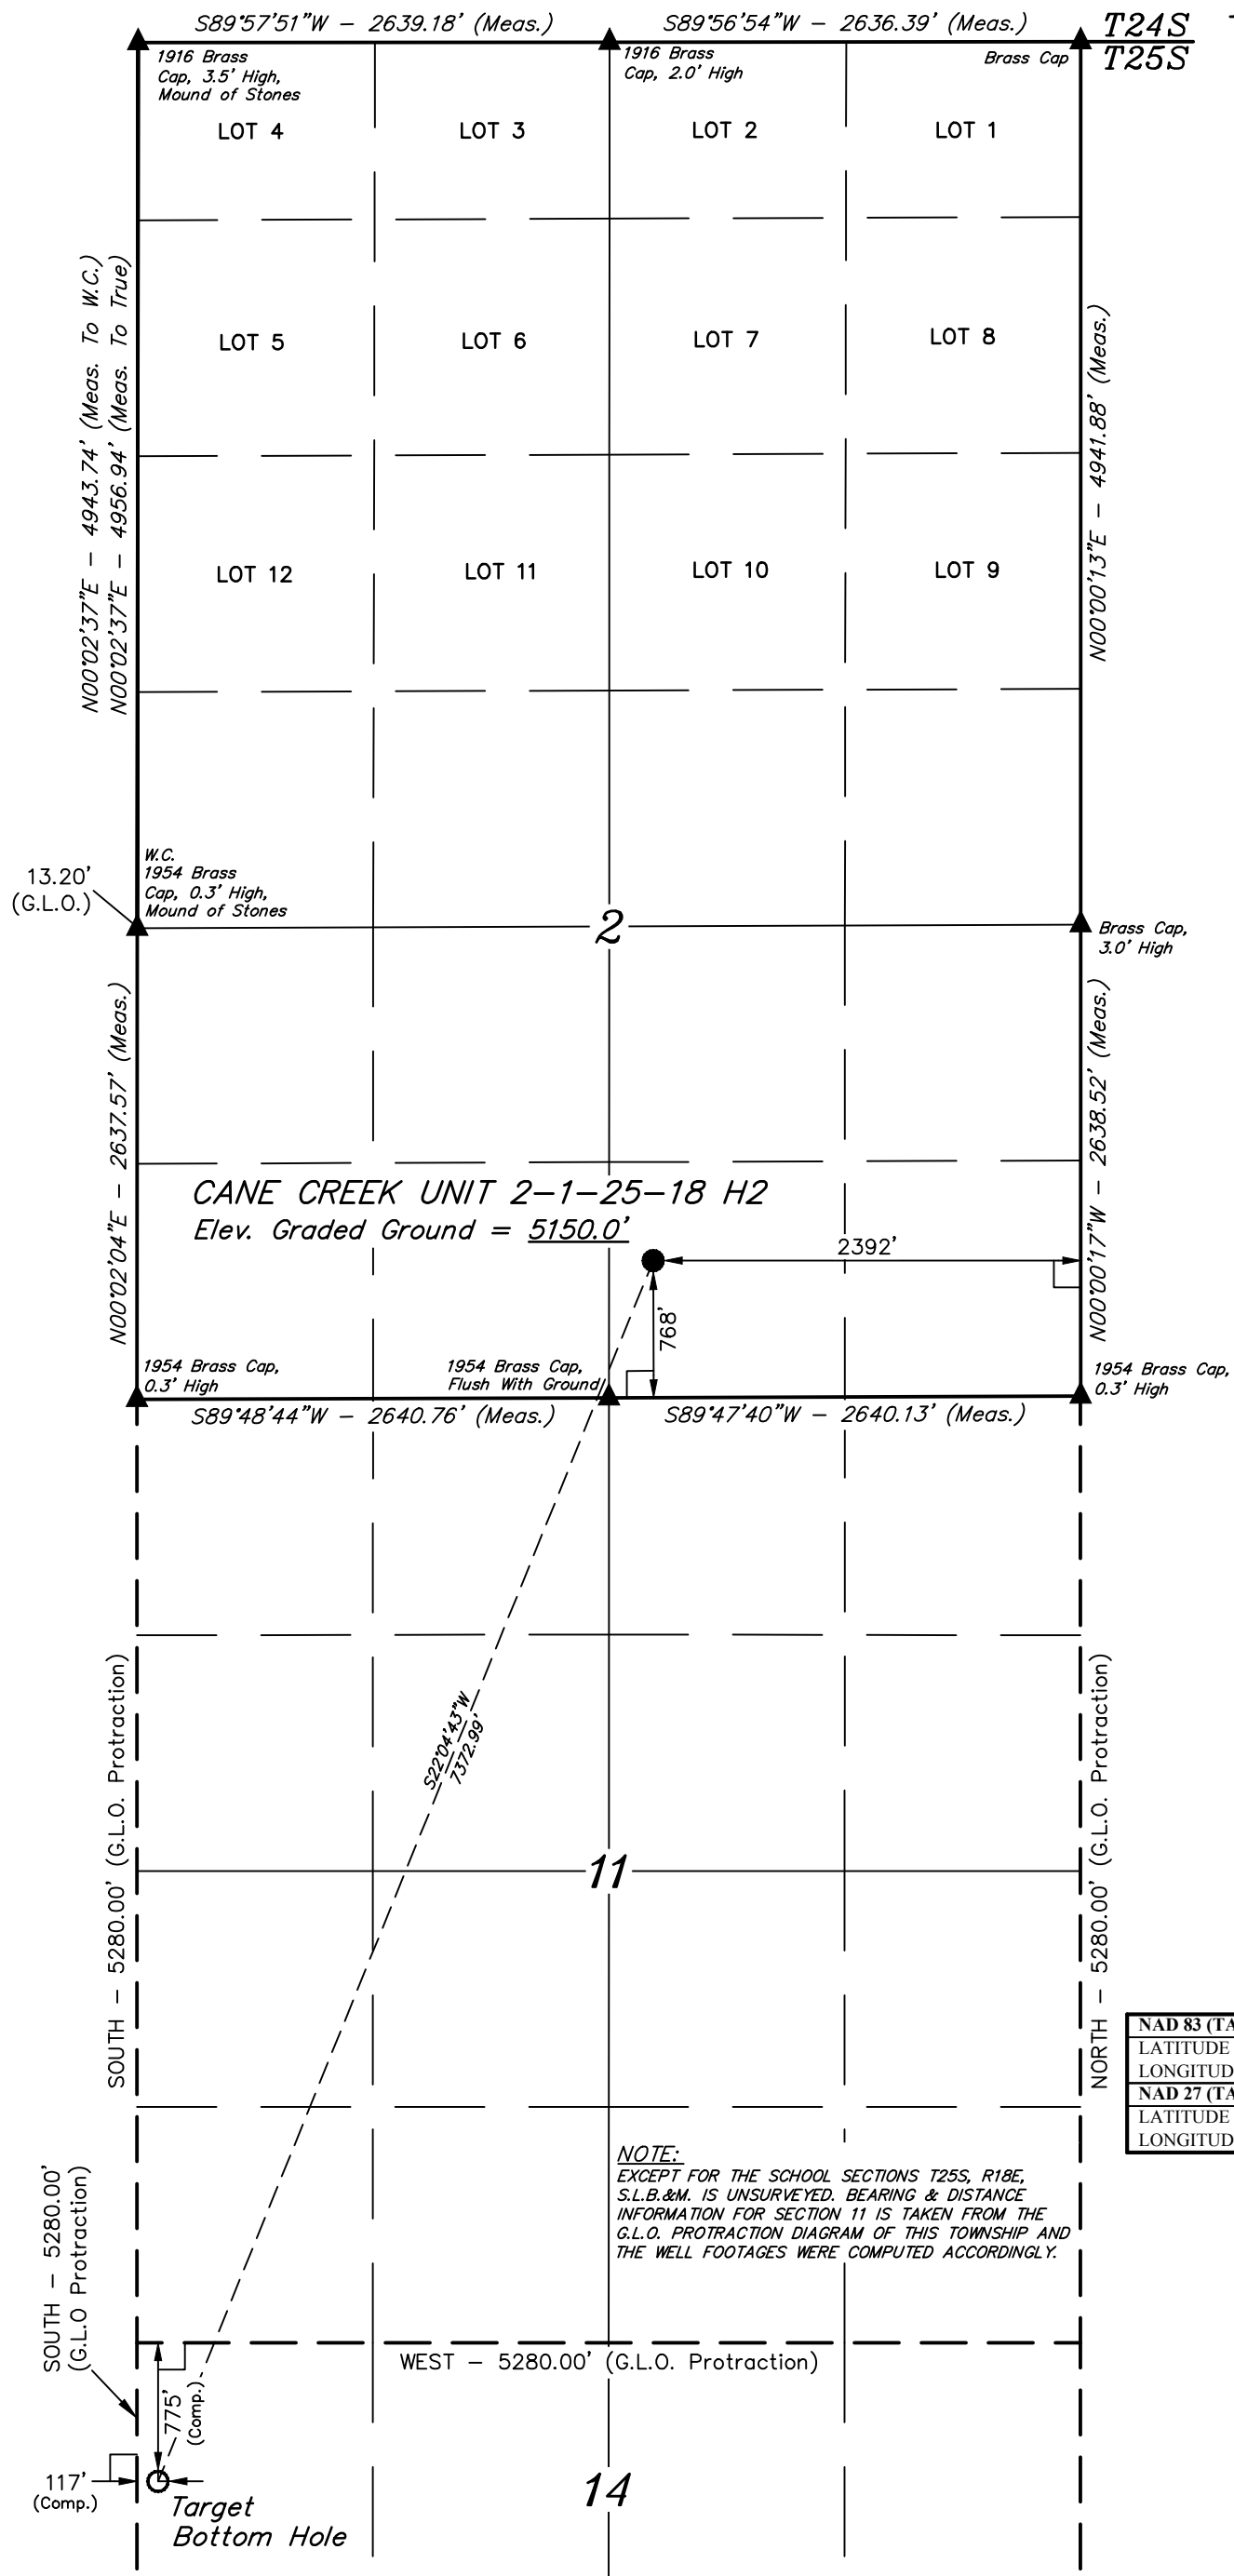 S89°57'51"W - 2639.18' (Meas.)
S89°56'54"W - 2636.39' (Meas.)
T24S
T25S
1916 Brass
Cap, 3.5' High,
Mound of Stones
1916 Brass
Cap, 2.0' High
Brass Cap
LOT 4
LOT 3
LOT 2
LOT 1
N00°02'37"E - 4943.74' (Meas. To W.C.)
N00°02'37"E - 4956.94' (Meas. To True)
LOT 5
LOT 6
LOT 7
LOT 8
N00°00'13"E - 4941.88' (Meas.)
LOT 12
LOT 11
LOT 10
LOT 9
13.20'
(G.L.O.)
W.C.
1954 Brass
Cap, 0.3' High,
Mound of Stones
2
Brass Cap,
3.0' High
N00°02'04"E - 2637.57' (Meas.)
N00°00'17"W - 2638.52' (Meas.)
CANE CREEK UNIT 2-1-25-18 H2
Elev. Graded Ground = 5150.0'
2392'
768'
1954 Brass Cap,
0.3' High
1954 Brass Cap,
Flush With Ground
1954 Brass Cap,
0.3' High
S89°48'44"W - 2640.76' (Meas.)
S89°47'40"W - 2640.13' (Meas.)
S22°04'43"W
7372.99'
SOUTH - 5280.00' (G.L.O. Protraction)
11
NORTH - 5280.00' (G.L.O. Protraction)
NAD 83 (TA
LATITUDE
LONGITUD
NAD 27 (TA
LATITUDE
LONGITUD
NOTE:
EXCEPT FOR THE SCHOOL SECTIONS T25S, R18E,
S.L.B.&M. IS UNSURVEYED. BEARING & DISTANCE
INFORMATION FOR SECTION 11 IS TAKEN FROM THE
G.L.O. PROTRACTION DIAGRAM OF THIS TOWNSHIP AND
THE WELL FOOTAGES WERE COMPUTED ACCORDINGLY.
SOUTH - 5280.00'
(G.L.O Protraction)
WEST - 5280.00' (G.L.O. Protraction)
775'
(Comp.)
117'
(Comp.)
14
Target
Bottom Hole